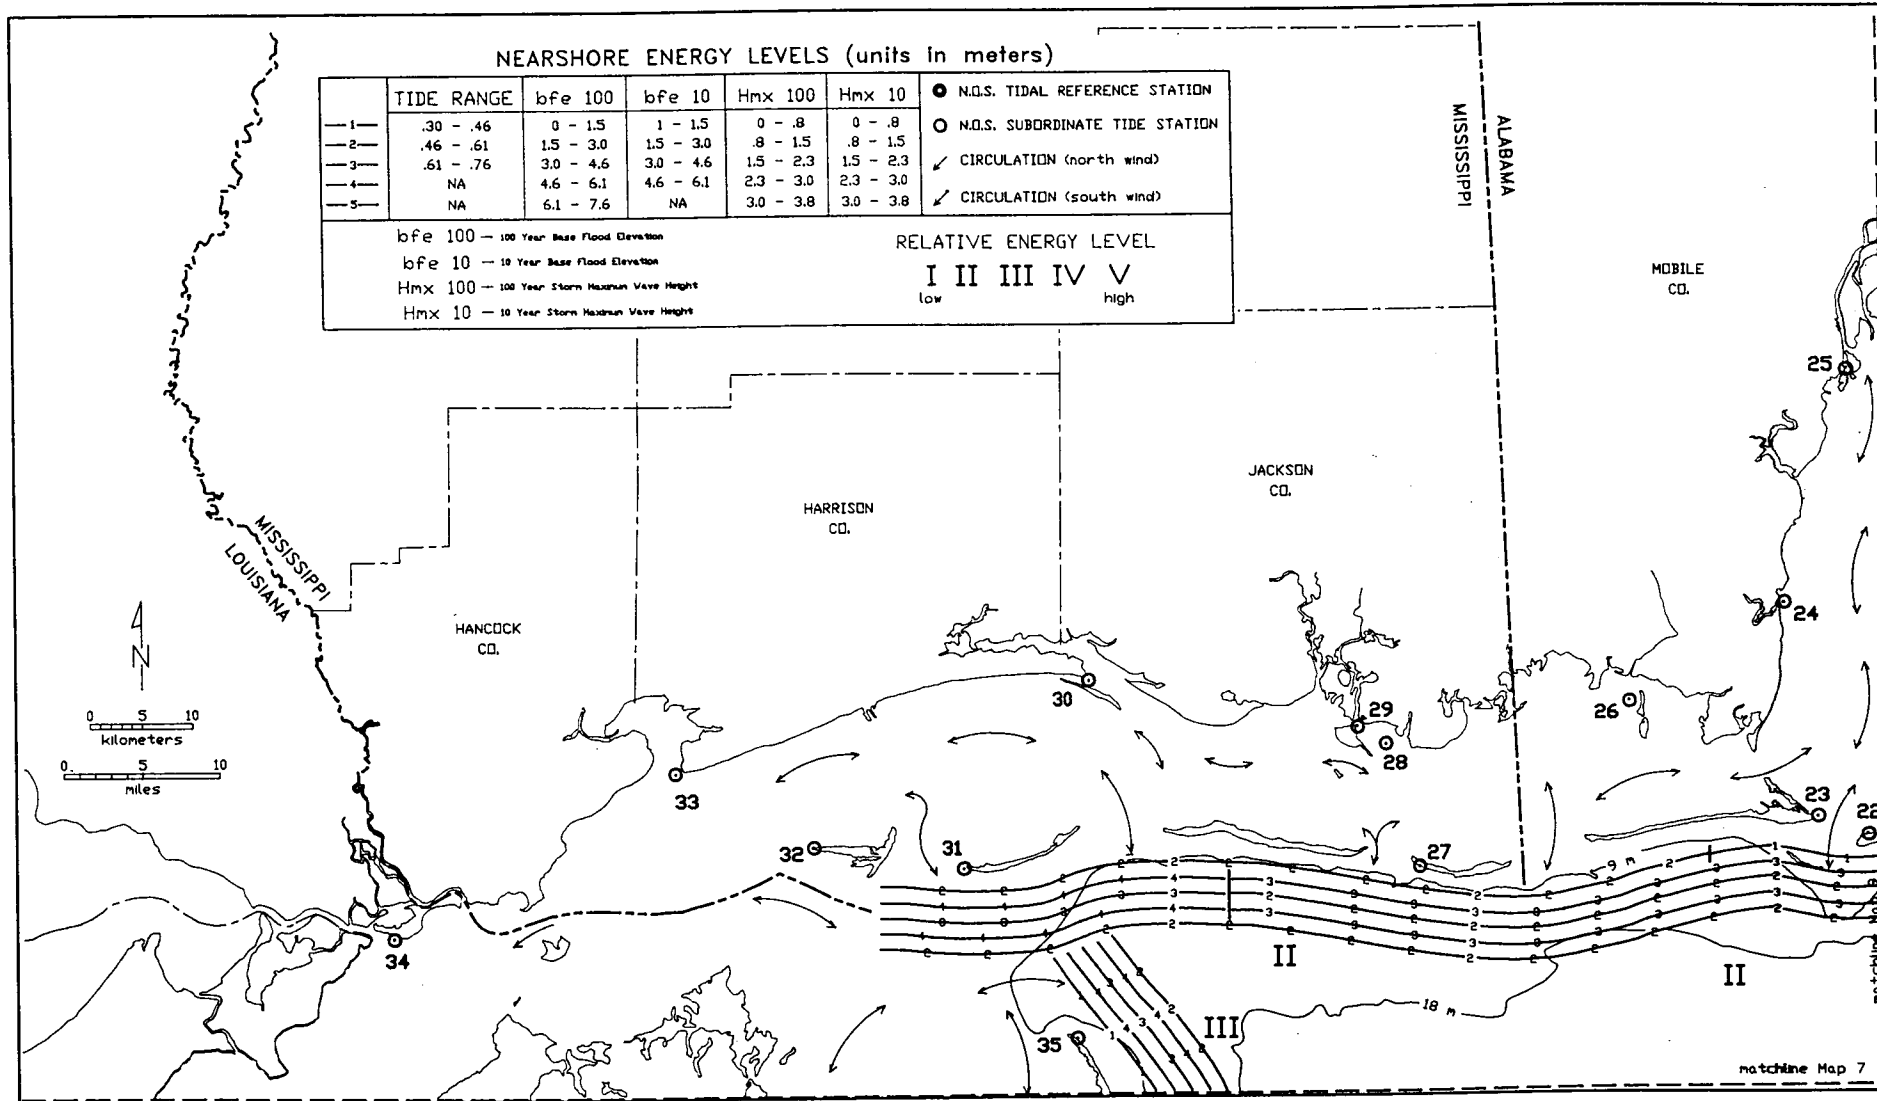 NEARSHORE ENERGY LEVELS (units in meters)
TIDE RANGE bfe 100 bfe 10 Hmx 100 Hmx 10
1 .30 - .46 0 - 1.5 1 - 1.5 0 - .8 0 - .8
2 .46 - .61 1.5 - 3.0 1.5 - 3.0 .8 - 1.5 .8 - 1.5
3 .61 - .76 3.0 - 4.6 3.0 - 4.6 1.5 - 2.3 1.5 - 2.3
4 NA 4.6 - 6.1 4.6 - 6.1 2.3 - 3.0 2.3 - 3.0
5 NA 6.1 - 7.6 NA 3.0 - 3.8 3.0 - 3.8
N.O.S. TIDAL REFERENCE STATION
N.O.S. SUBORDINATE TIDE STATION
CIRCULATION (north wind)
CIRCULATION (south wind)
bfe 100 — 100 Year Base Flood Elevation
bfe 10 — 10 Year Base Flood Elevation
Hmx 100 — 100 Year Storm Maximum Wave Height
Hmx 10 — 10 Year Storm Maximum Wave Height
RELATIVE ENERGY LEVEL
I II III IV V
low high
MISSISSIPPI
ALABAMA
MOBILE
CO.
25
JACKSON
CO.
HARRISON
CO.
MISSISSIPPI
LOUISIANA
HANCOCK
CO.
N
0 5 10
kilometers
0 5 10
miles
24
30
29
26
28
33
23
22
32
31
27
9 m
34
II
II
18 m
III
35
matchline Map 7